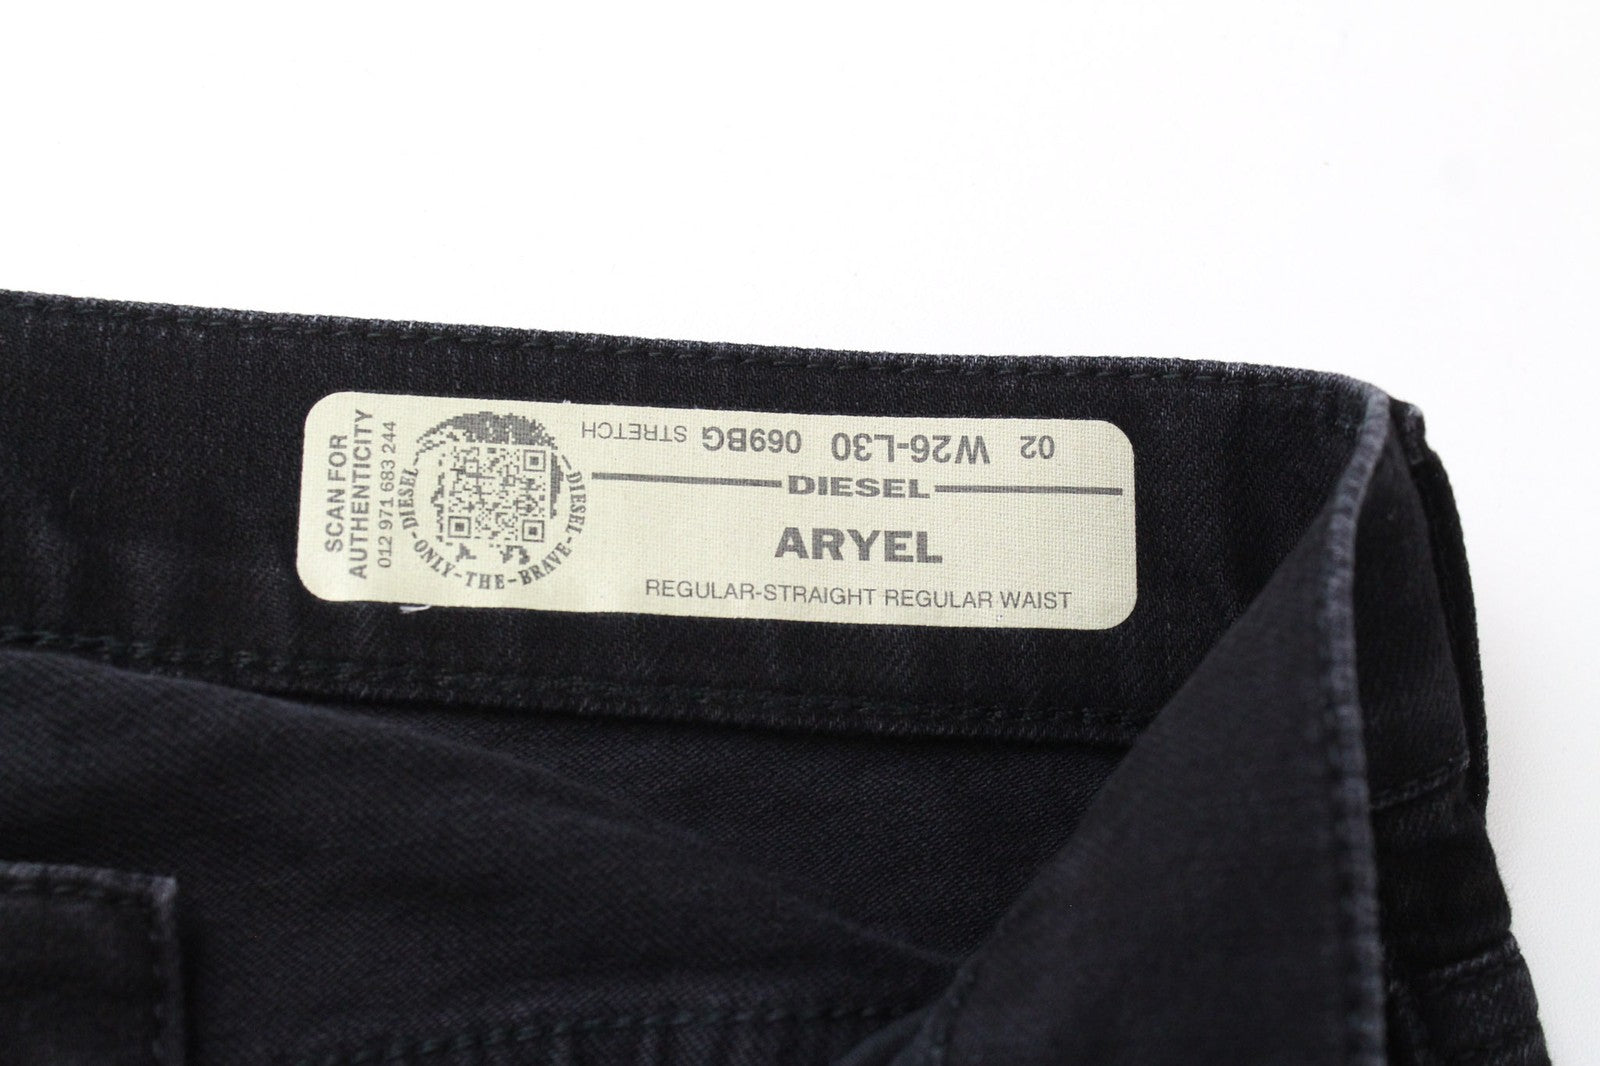 SCAN FOR
AUTHENTICITY
012 971 683 244
DIESEL-ONLY-THE-BRAVE-DIESEL
02 W26-L30 069BG STRETCH
DIESEL
ARYEL
REGULAR-STRAIGHT REGULAR WAIST